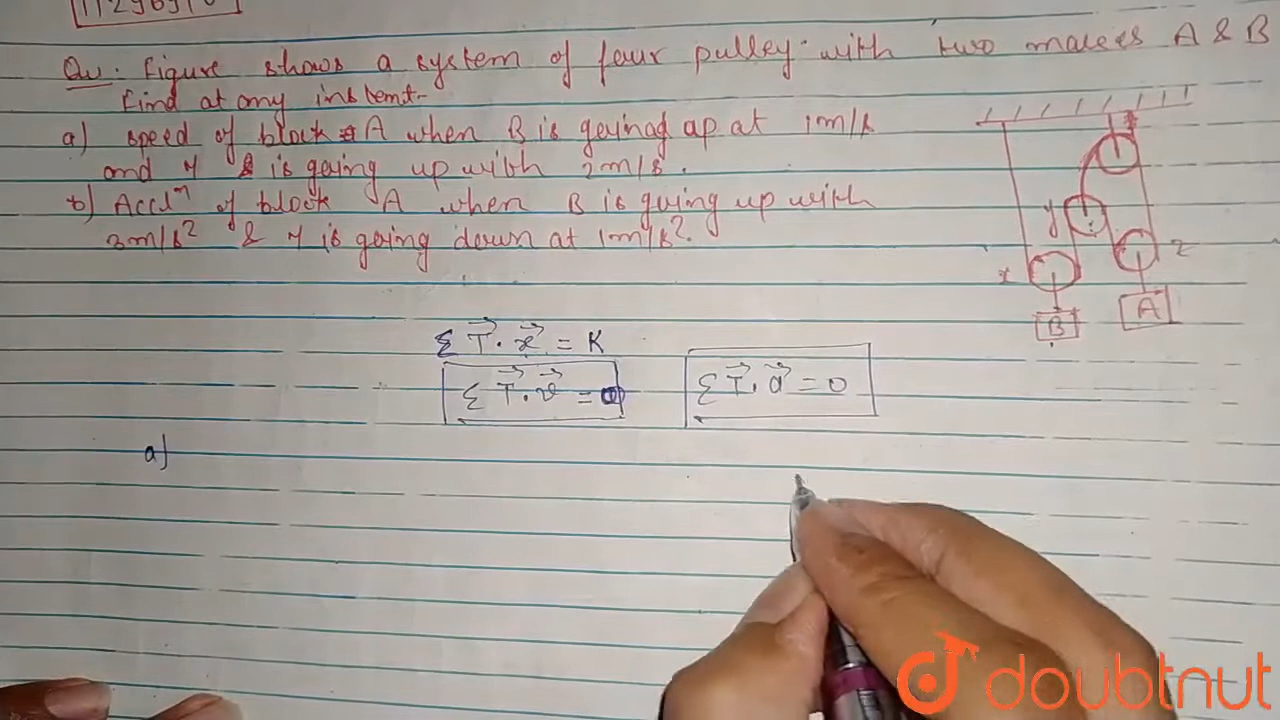 Qu. Figure shows a system of four pulley. with two masses A & B
Find at any instent-
a) speed of block A when B is going up at 1m/s
and y is going up with 2m/s.
b) Accl^n of block A when B is going up with
3m/s² & y is going down at 1m/s².
y
z
x
B
A
Σ T⃗ · x⃗ = K
Σ T⃗ · v⃗ = 0
Σ T⃗ · a⃗ = 0
a)
doubtnut